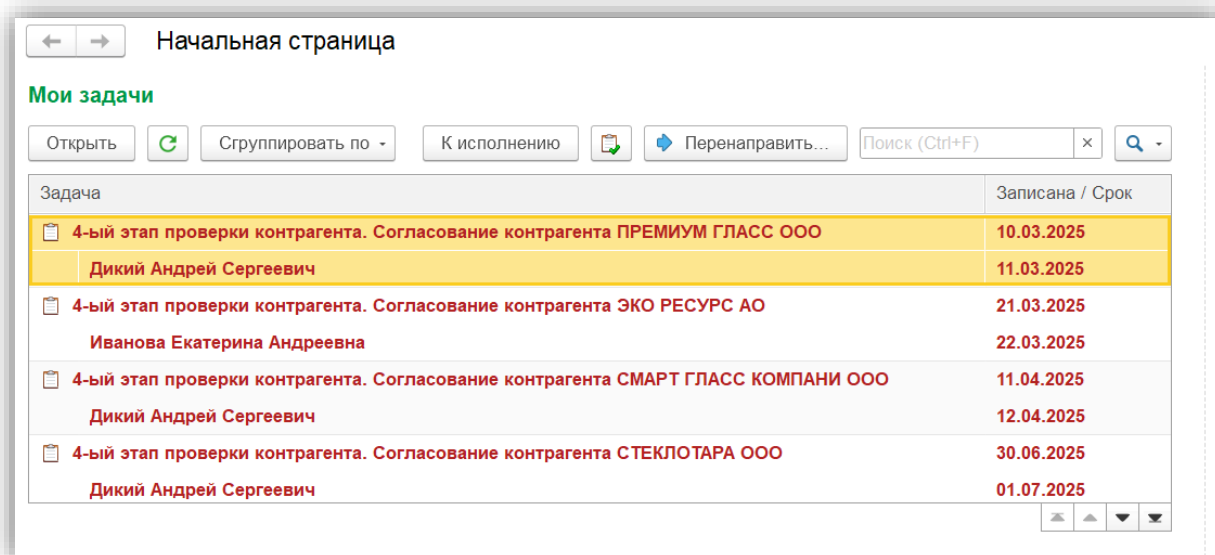 Начальная страница
Мои задачи
Открыть Сгруппировать по К исполнению Перенаправить... Поиск (Ctrl+F) ×
Задача Записана / Срок
4-ый этап проверки контрагента. Согласование контрагента ПРЕМИУМ ГЛАСС ООО 10.03.2025
Дикий Андрей Сергеевич 11.03.2025
4-ый этап проверки контрагента. Согласование контрагента ЭКО РЕСУРС АО 21.03.2025
Иванова Екатерина Андреевна 22.03.2025
4-ый этап проверки контрагента. Согласование контрагента СМАРТ ГЛАСС КОМПАНИ ООО 11.04.2025
Дикий Андрей Сергеевич 12.04.2025
4-ый этап проверки контрагента. Согласование контрагента СТЕКЛОТАРА ООО 30.06.2025
Дикий Андрей Сергеевич 01.07.2025